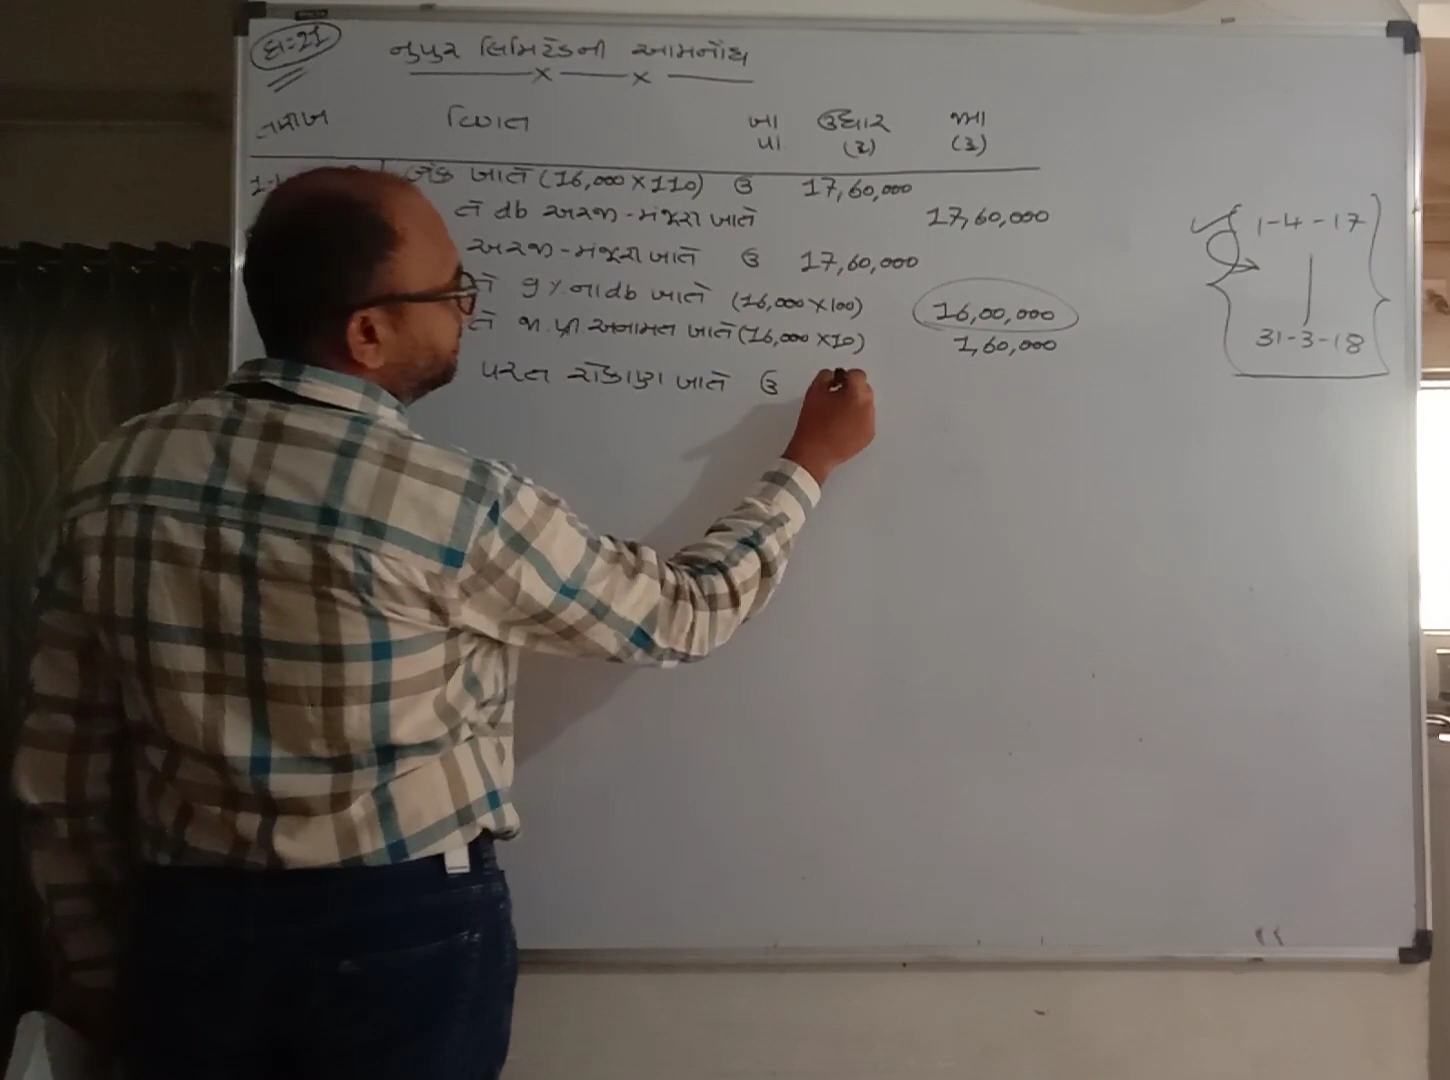 દા=21
નુપુર લિમિટેડની આમનોંધ
તારીખ વિગત ખા પા ઉધાર (રૂ) જમા (રૂ)
બેંક ખાતે (16,000 X 110) ઉ 17,60,000
તે db અરજી-મંજૂરી ખાતે 17,60,000
અરજી-મંજૂરી ખાતે ઉ 17,60,000
તે 9% ના db ખાતે (16,000 X 100) 16,00,000
તે જા. પ્રી અનામત ખાતે (16,000 X 10) 1,60,000
પરત રોકાણ ખાતે ઉ
1-4-17
31-3-18